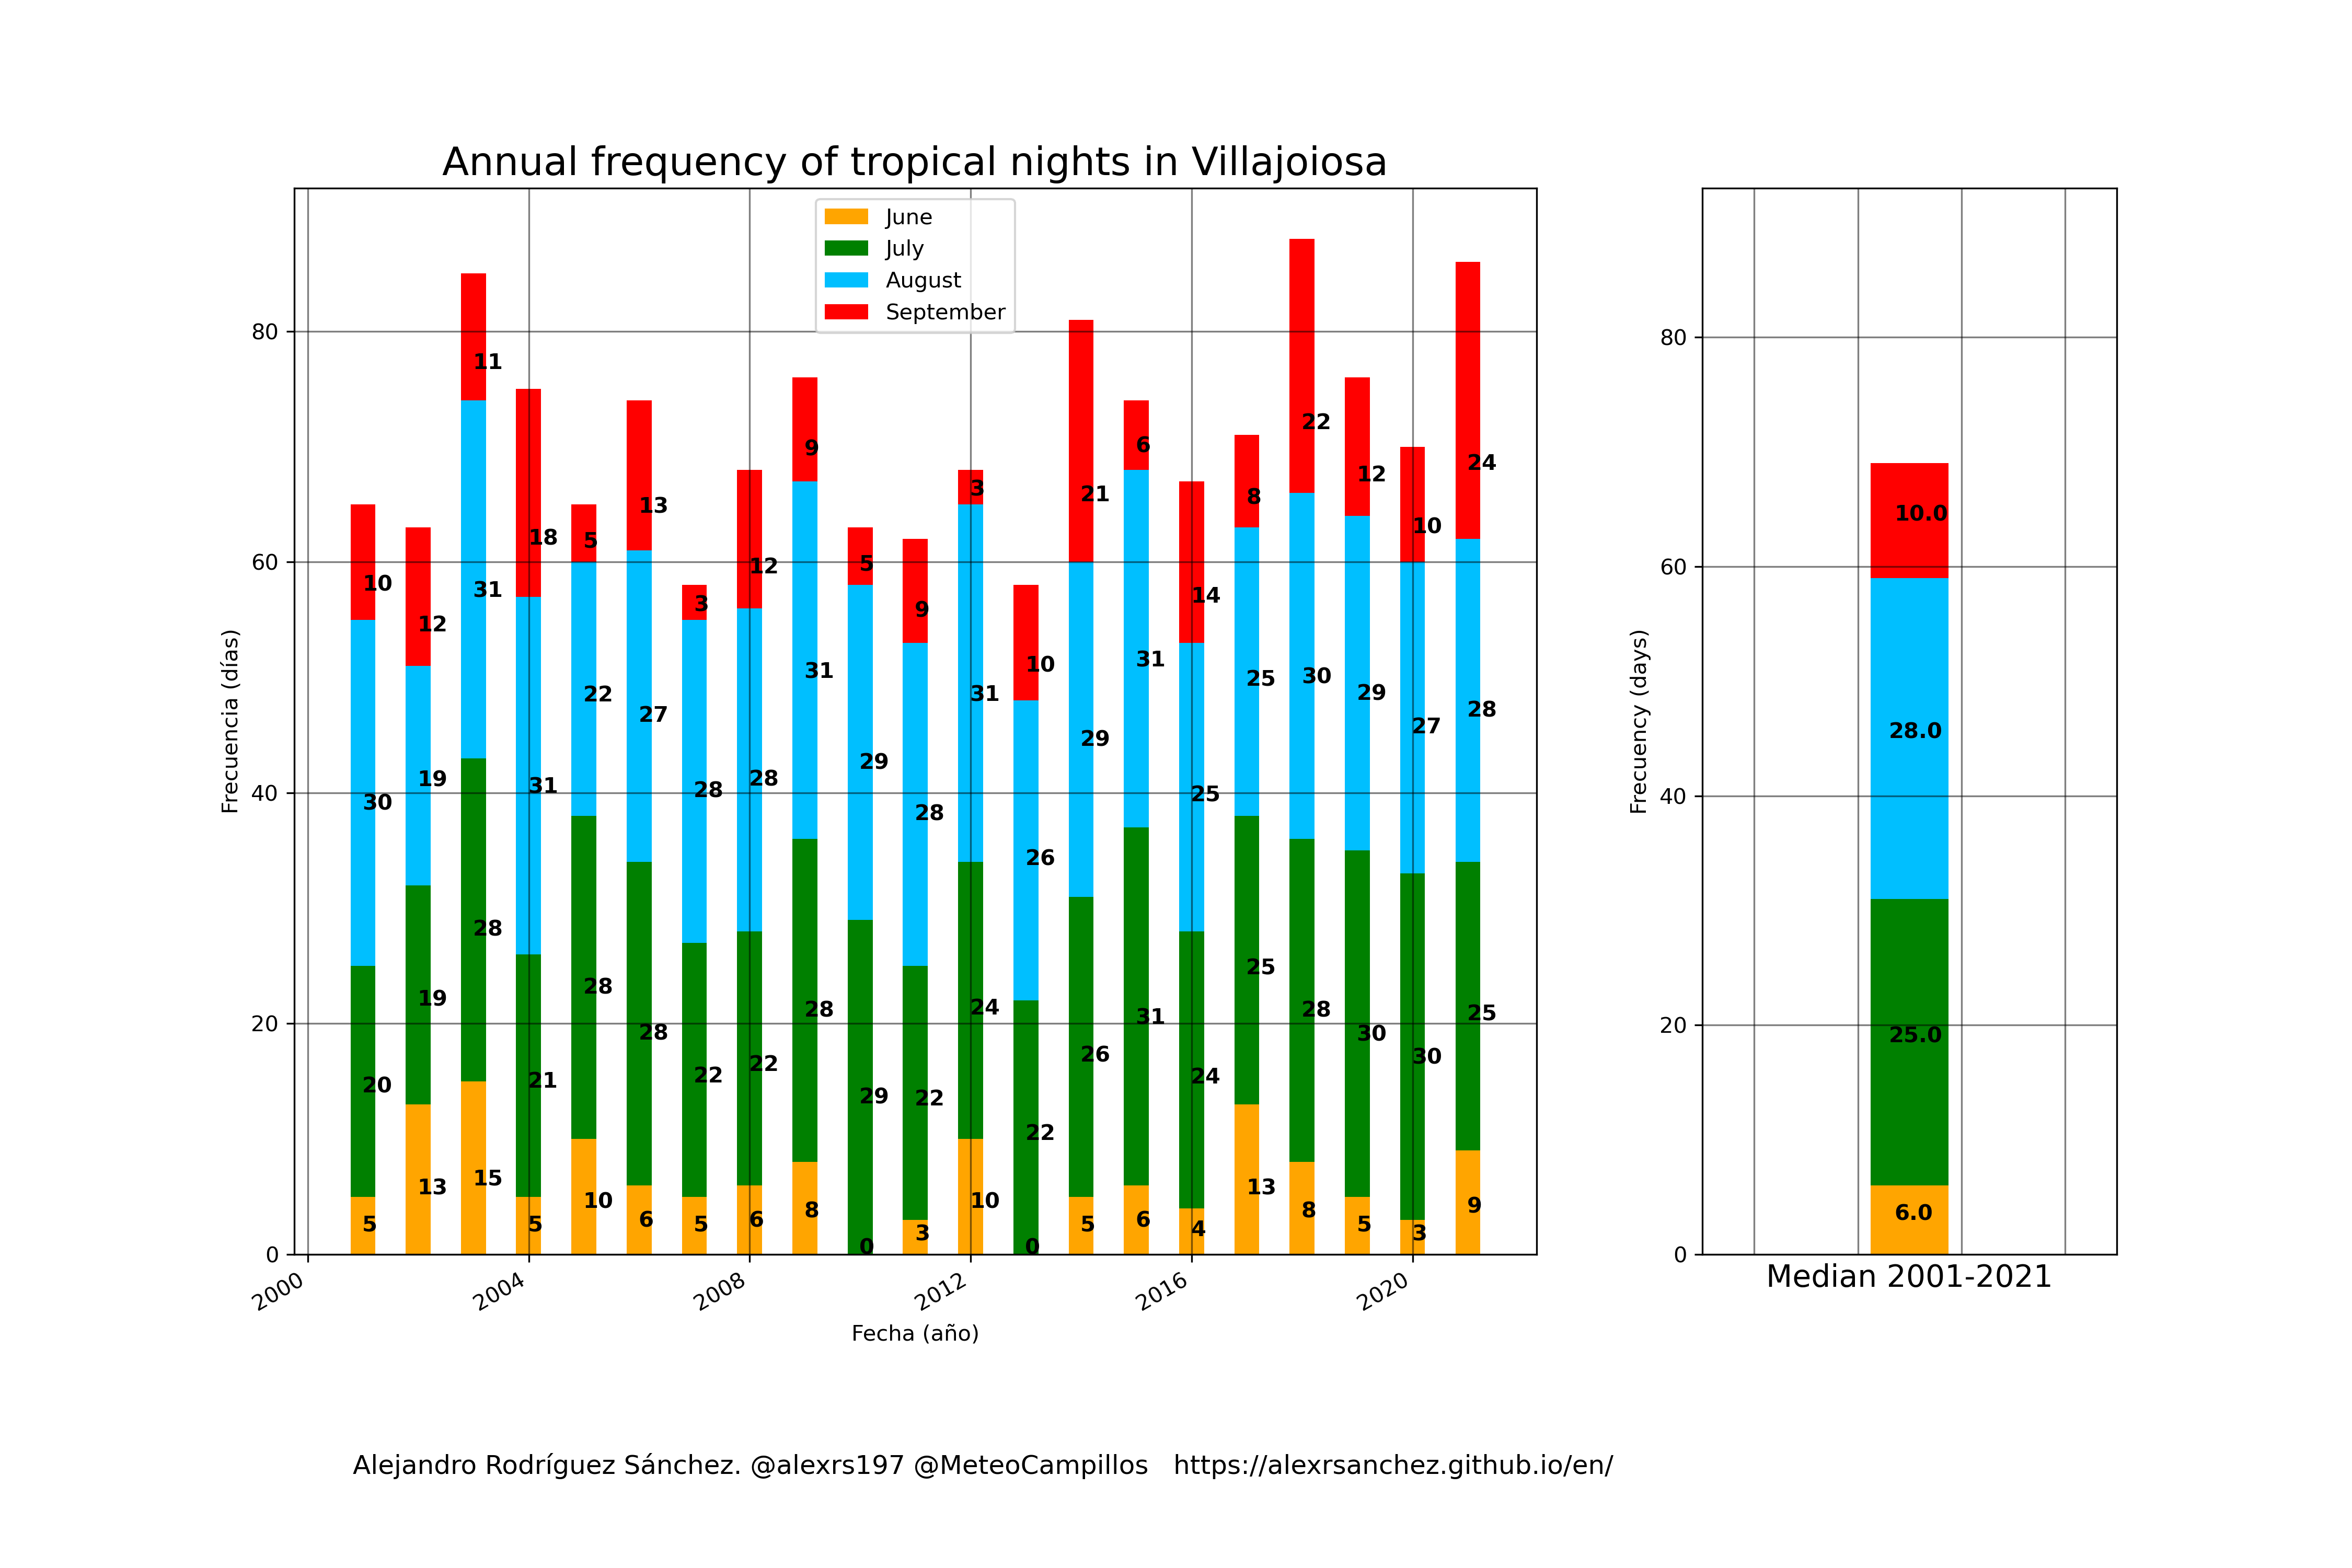 Annual frequency of tropical nights in Villajoiosa
June
July
August
September
Frecuencia (días)
80
60
40
20
0
10 12 11 18 5 13 3 12 9 5 9 3 10 21 6 14 8 22 12 10 24
30 19 31 31 22 27 28 28 31 29 28 31 26 29 31 25 25 30 29 27 28
20 19 28 21 28 28 22 22 28 29 22 24 22 26 31 24 25 28 30 30 25
5 13 15 5 10 6 5 6 8 0 3 10 0 5 6 4 13 8 5 3 9
2000 2004 2008 2012 2016 2020
Fecha (año)
Frecuency (days)
80
60
40
20
0
10.0
28.0
25.0
6.0
Median 2001-2021
Alejandro Rodríguez Sánchez. @alexrs197 @MeteoCampillos https://alexrsanchez.github.io/en/